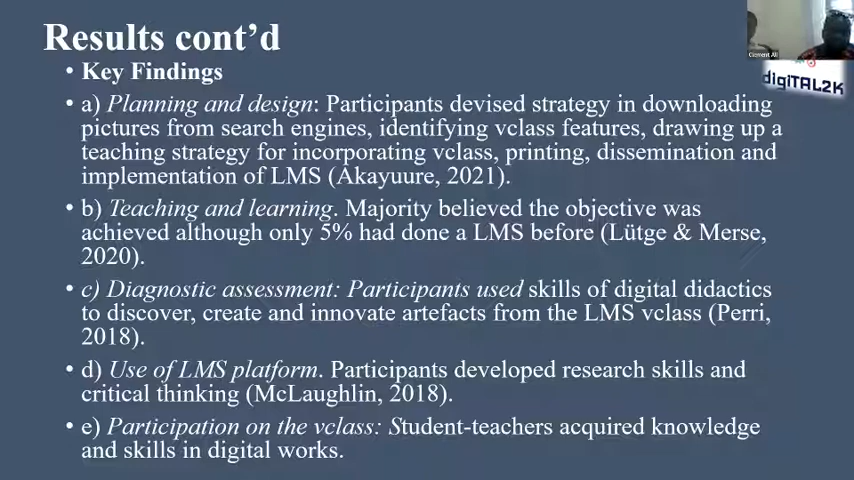 Results cont’d
Clement Ali
digiTAL2K
• Key Findings
• a) Planning and design: Participants devised strategy in downloading
pictures from search engines, identifying vclass features, drawing up a
teaching strategy for incorporating vclass, printing, dissemination and
implementation of LMS (Akayuure, 2021).
• b) Teaching and learning. Majority believed the objective was
achieved although only 5% had done a LMS before (Lütge & Merse,
2020).
• c) Diagnostic assessment: Participants used skills of digital didactics
to discover, create and innovate artefacts from the LMS vclass (Perri,
2018).
• d) Use of LMS platform. Participants developed research skills and
critical thinking (McLaughlin, 2018).
• e) Participation on the vclass: Student-teachers acquired knowledge
and skills in digital works.